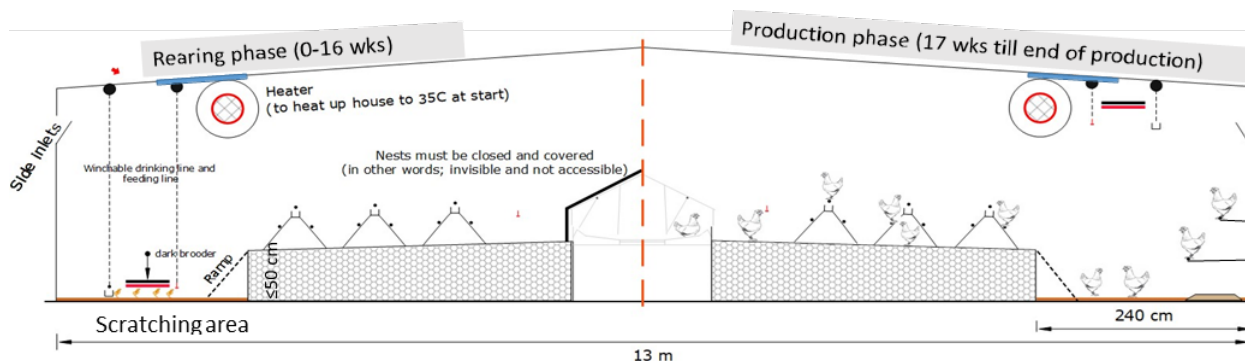 Rearing phase (0-16 wks)
Production phase (17 wks till end of production)
Heater
(to heat up house to 35C at start)
Side Inlets
Winchable drinking line and
feeding line
Nests must be closed and covered
(in other words; invisible and not accessible)
dark brooder
Ramp
≤50 cm
Scratching area
240 cm
13 m